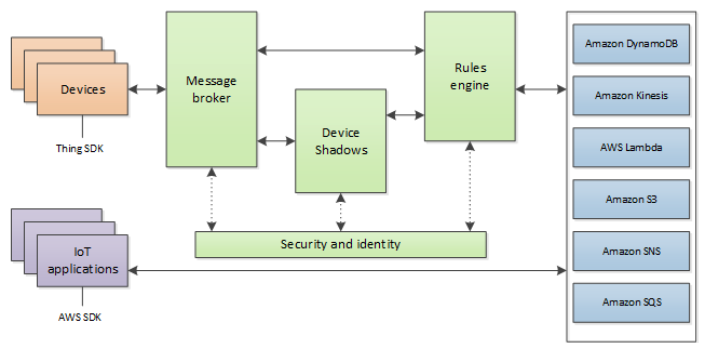 Devices
Thing SDK
Message
broker
Device
Shadows
Rules
engine
Security and identity
IoT
applications
AWS SDK
Amazon DynamoDB
Amazon Kinesis
AWS Lambda
Amazon S3
Amazon SNS
Amazon SQS